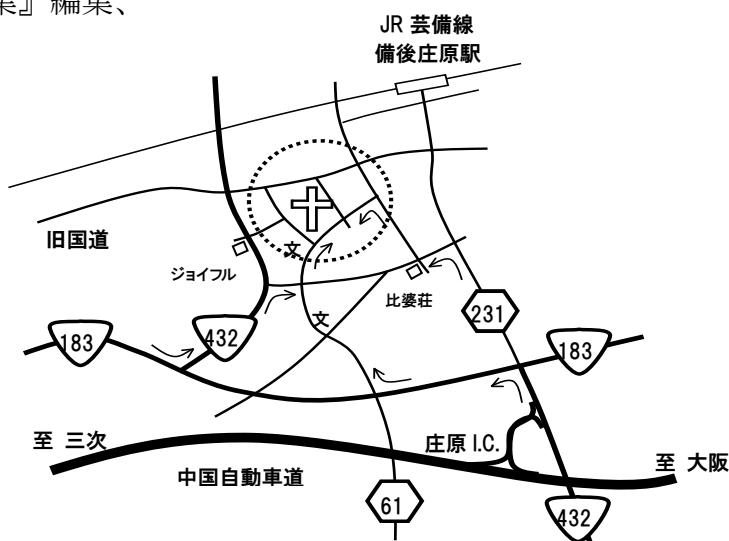 集』編集、
JR 芸備線
備後庄原駅
旧国道
文
ジョイフル
比婆荘
文
231
183
432
183
至 三次
庄原 I.C.
至 大阪
中国自動車道
61
432